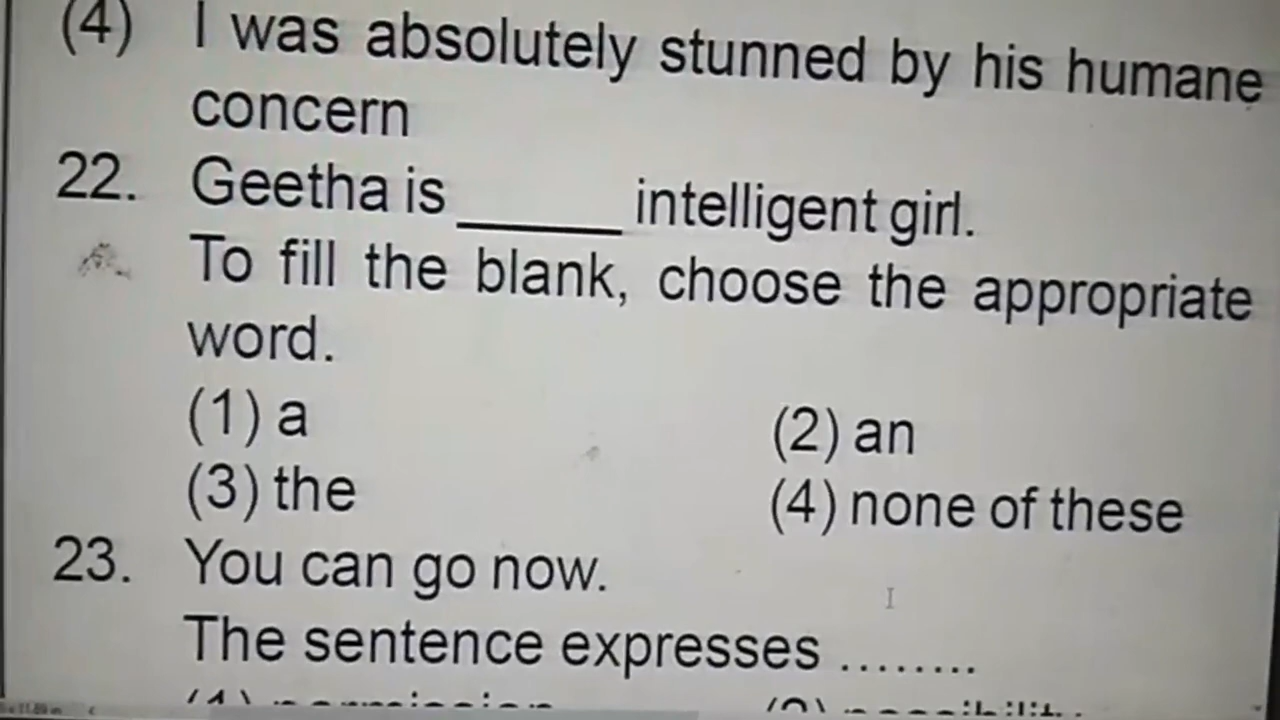 (4) I was absolutely stunned by his humane
concern
22. Geetha is ______ intelligent girl.
To fill the blank, choose the appropriate
word.
(1) a (2) an
(3) the (4) none of these
23. You can go now.
The sentence expresses ........